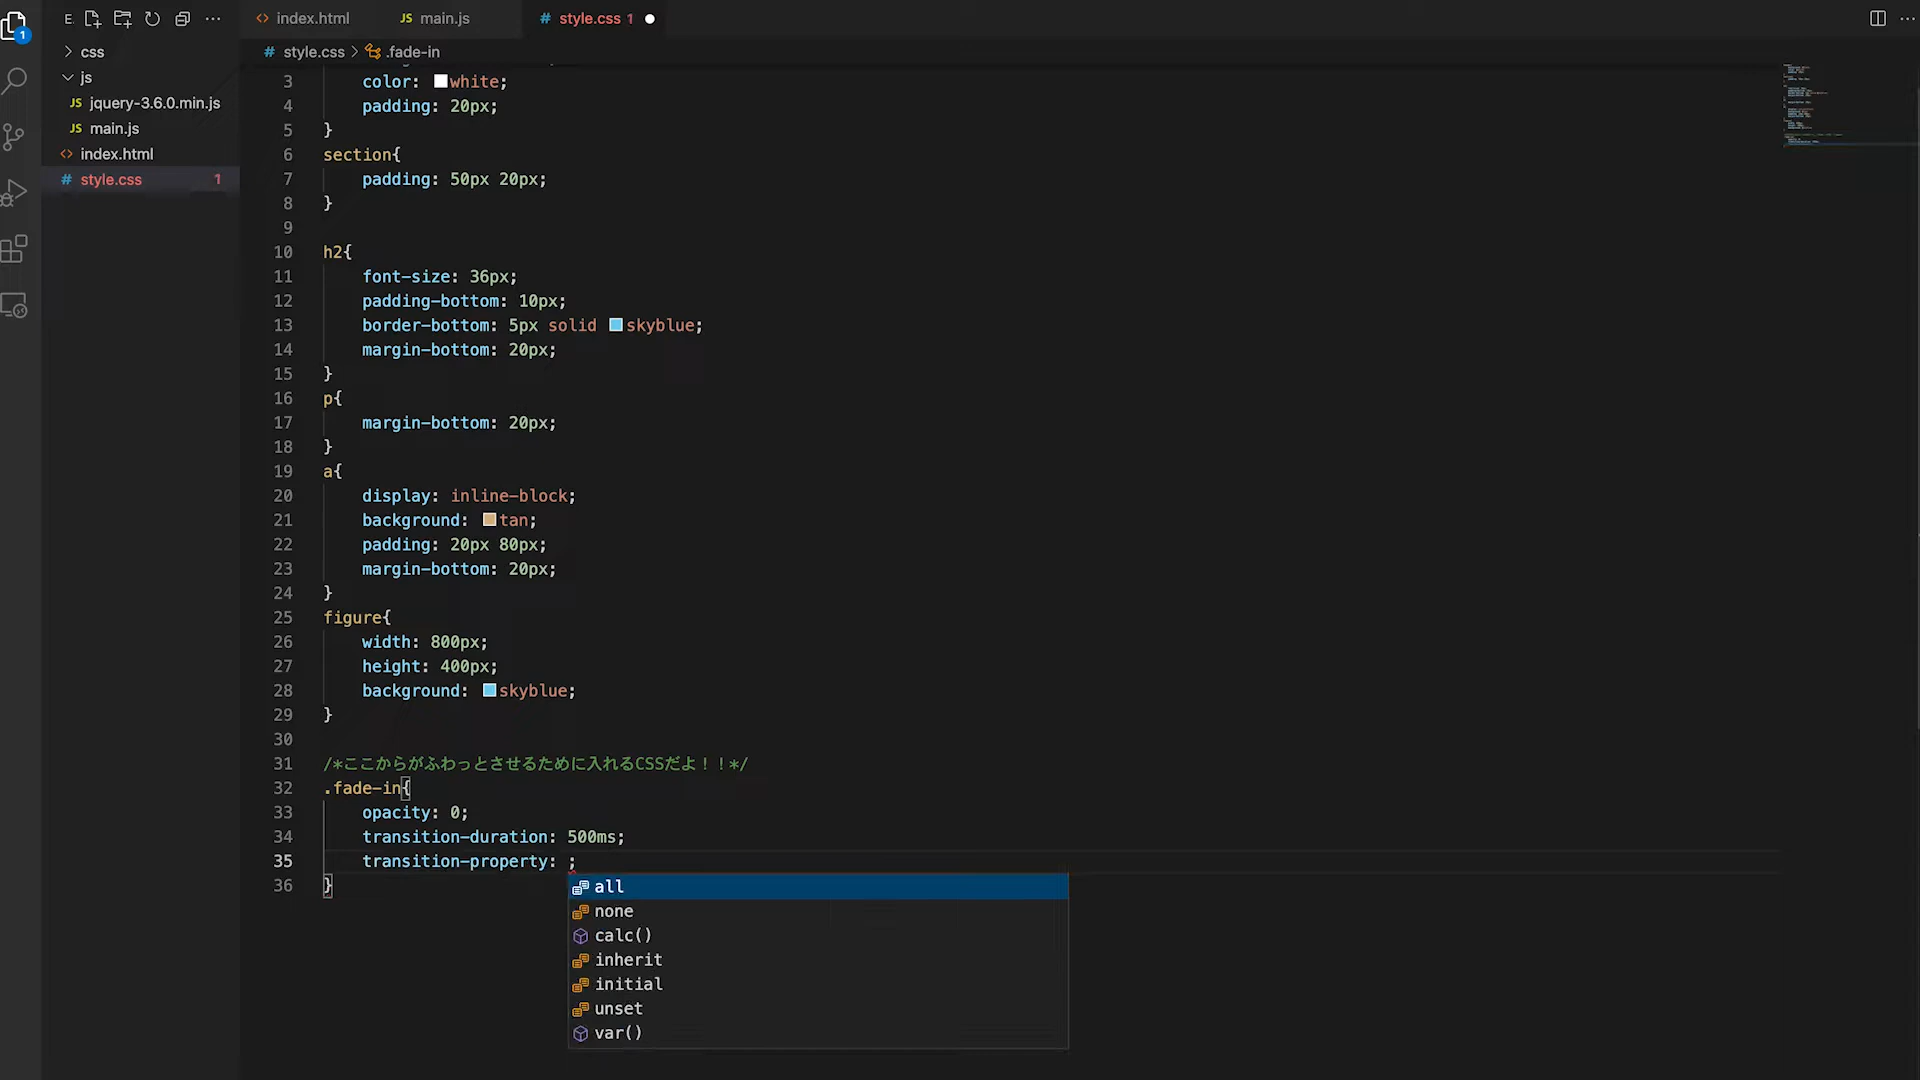 E
index.html
JS main.js
# style.css 1
1
css
# style.css > .fade-in
js
3 color: white;
JS jquery-3.6.0.min.js
4 padding: 20px;
JS main.js
5 }
index.html
6 section{
# style.css 1
7 padding: 50px 20px;
8 }
9
10 h2{
11 font-size: 36px;
12 padding-bottom: 10px;
13 border-bottom: 5px solid skyblue;
14 margin-bottom: 20px;
15 }
16 p{
17 margin-bottom: 20px;
18 }
19 a{
20 display: inline-block;
21 background: tan;
22 padding: 20px 80px;
23 margin-bottom: 20px;
24 }
25 figure{
26 width: 800px;
27 height: 400px;
28 background: skyblue;
29 }
30
31 /*ここからがふわっとさせるために入れるCSSだよ！！*/
32 .fade-in{
33 opacity: 0;
34 transition-duration: 500ms;
35 transition-property: ;
36 }
all
none
calc()
inherit
initial
unset
var()